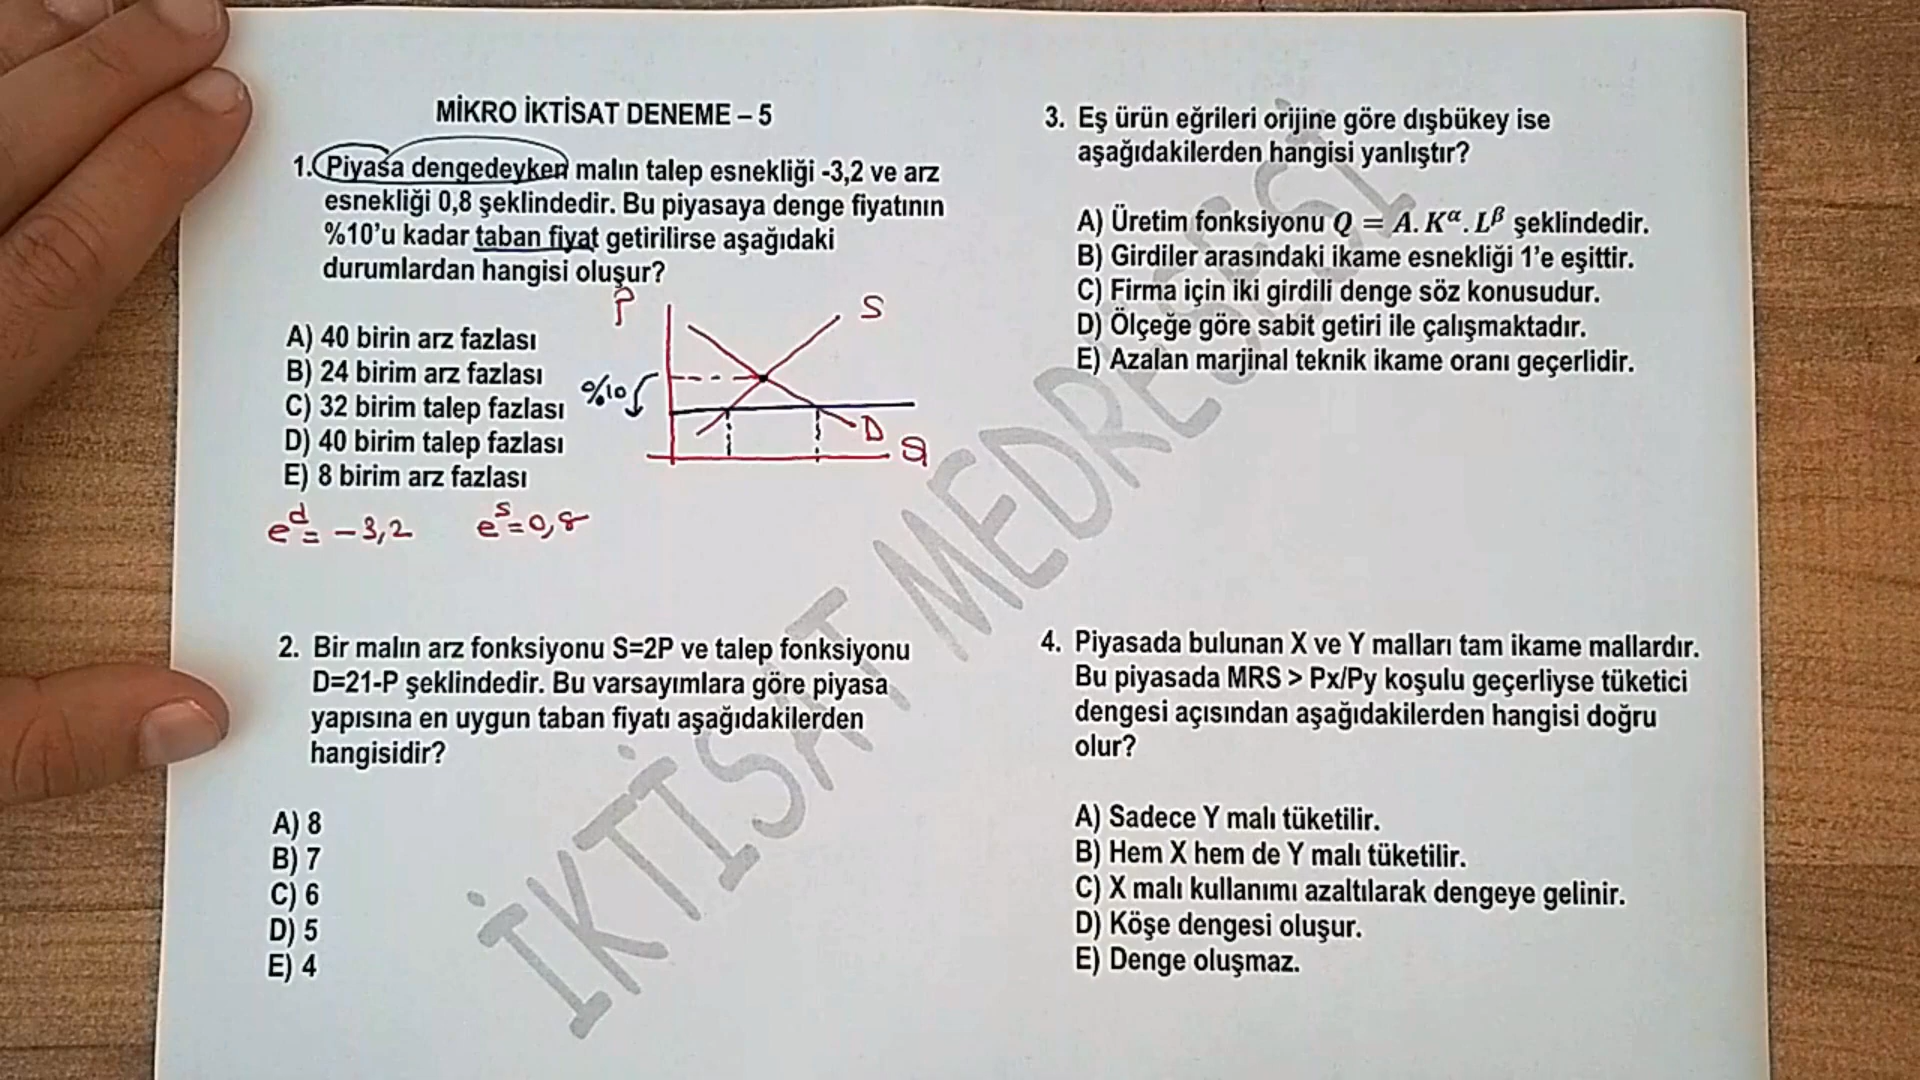 MİKRO İKTİSAT DENEME – 5
1. Piyasa dengedeyken malın talep esnekliği -3,2 ve arz
esnekliği 0,8 şeklindedir. Bu piyasaya denge fiyatının
%10’u kadar taban fiyat getirilirse aşağıdaki
durumlardan hangisi oluşur?
A) 40 birin arz fazlası
B) 24 birim arz fazlası
C) 32 birim talep fazlası
D) 40 birim talep fazlası
E) 8 birim arz fazlası
P
S
%10
D
Q
e^d = -3,2
e^s = 0,8
2. Bir malın arz fonksiyonu S=2P ve talep fonksiyonu
D=21-P şeklindedir. Bu varsayımlara göre piyasa
yapısına en uygun taban fiyatı aşağıdakilerden
hangisidir?
A) 8
B) 7
C) 6
D) 5
E) 4
3. Eş ürün eğrileri orijine göre dışbükey ise
aşağıdakilerden hangisi yanlıştır?
A) Üretim fonksiyonu Q = A. K^α. L^β şeklindedir.
B) Girdiler arasındaki ikame esnekliği 1’e eşittir.
C) Firma için iki girdili denge söz konusudur.
D) Ölçeğe göre sabit getiri ile çalışmaktadır.
E) Azalan marjinal teknik ikame oranı geçerlidir.
4. Piyasada bulunan X ve Y malları tam ikame mallardır.
Bu piyasada MRS > Px/Py koşulu geçerliyse tüketici
dengesi açısından aşağıdakilerden hangisi doğru
olur?
A) Sadece Y malı tüketilir.
B) Hem X hem de Y malı tüketilir.
C) X malı kullanımı azaltılarak dengeye gelinir.
D) Köşe dengesi oluşur.
E) Denge oluşmaz.
İKTİSAT MEDRESESİ